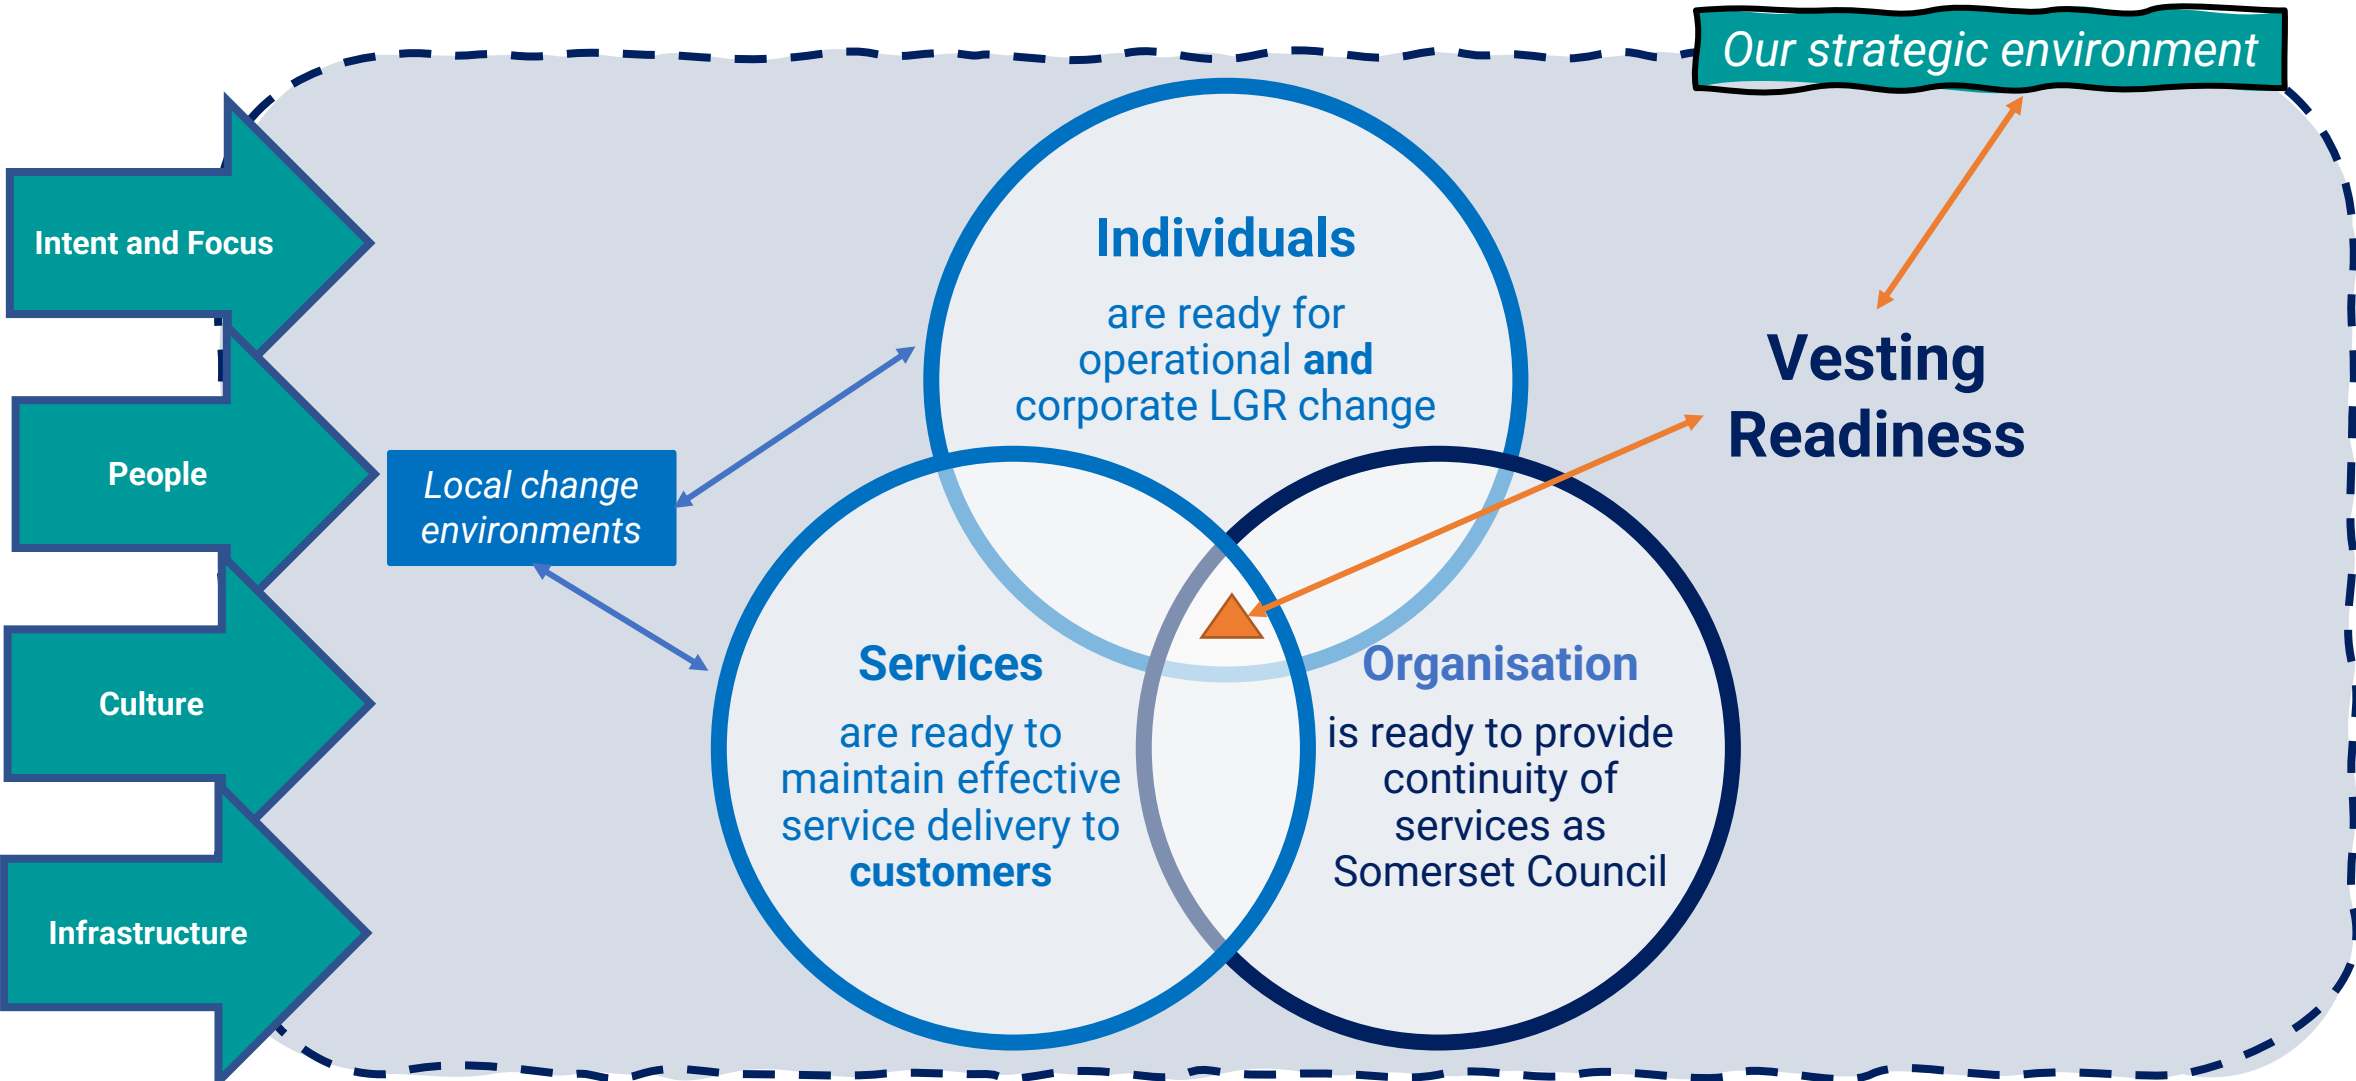 Our strategic environment
Intent and Focus
People
Culture
Infrastructure
Local change
environments
Individuals
are ready for
operational and
corporate LGR change
Vesting
Readiness
Services
are ready to
maintain effective
service delivery to
customers
Organisation
is ready to provide
continuity of
services as
Somerset Council